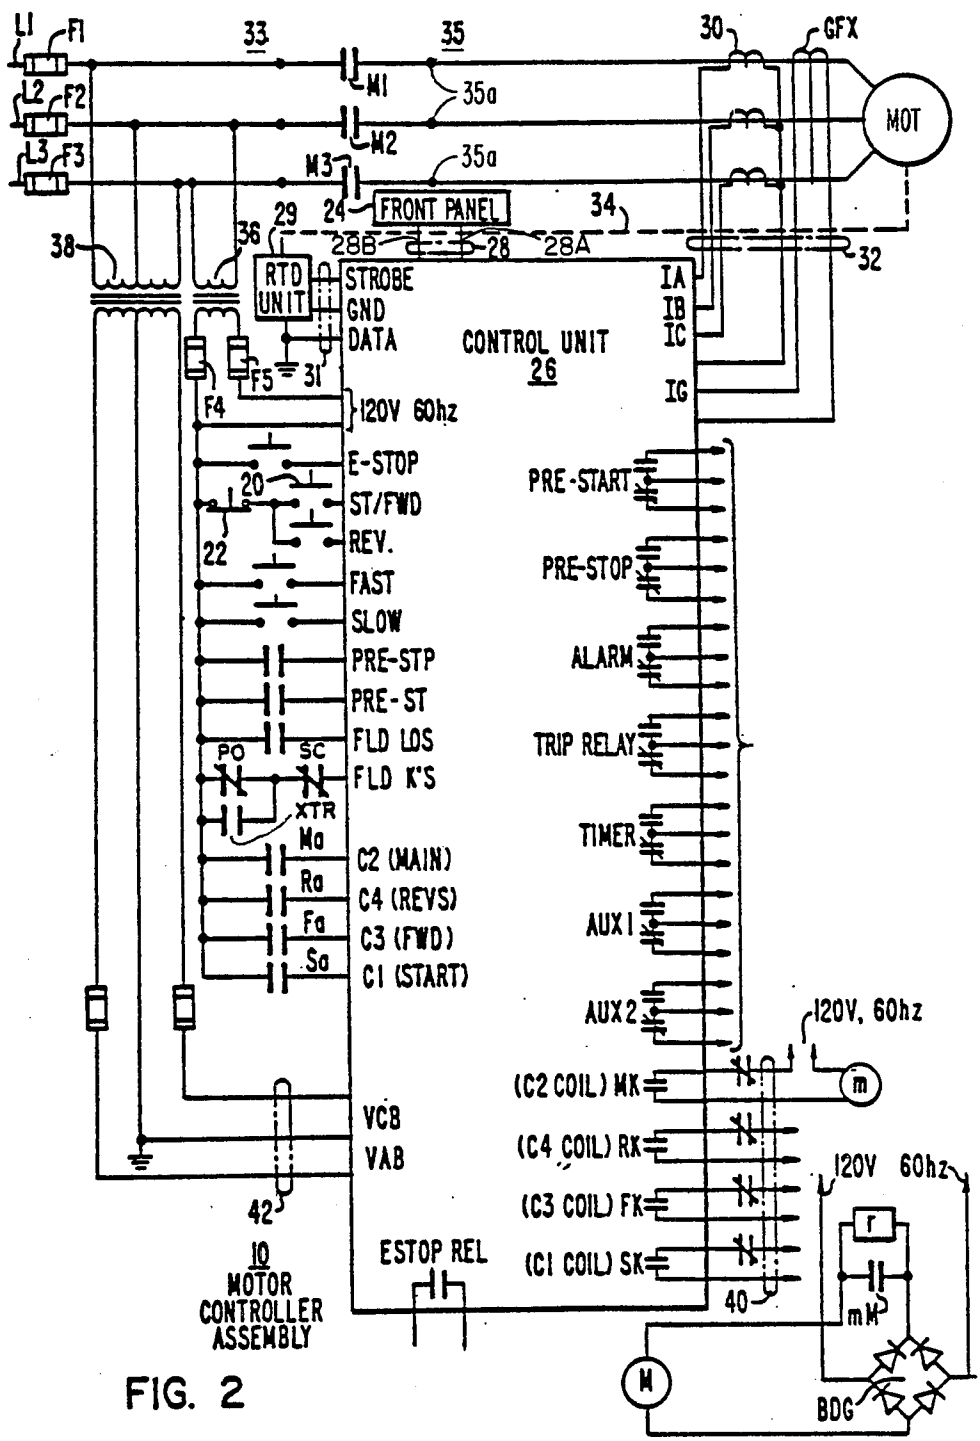 L1 F1 33 35 30 GFX
M1
L2 F2 35a
M2 MOT
L3 F3 M3 35a
24 FRONT PANEL 34
29 28B 28 28A
38 36 32
RTD UNIT
STROBE IA
GND IB
DATA IC
CONTROL UNIT
26
31
F4 F5 IG
120V 60hz
E-STOP
20
PRE-START
ST/FWD
22
REV.
PRE-STOP
FAST
SLOW
PRE-STP ALARM
PRE-ST
FLD LOS TRIP RELAY
PO SC
FLD K'S
XTR
Ma TIMER
C2 (MAIN)
Ra
C4 (REVS)
Fa AUX 1
C3 (FWD)
Sa
C1 (START)
AUX2 120V, 60hz
(C2 COIL) MK m
VCB
(C4 COIL) RK
VAB 120V 60hz
42 (C3 COIL) FK r
10 ESTOP REL (C1 COIL) SK
MOTOR 40 mM
CONTROLLER
ASSEMBLY
M BDG
FIG. 2